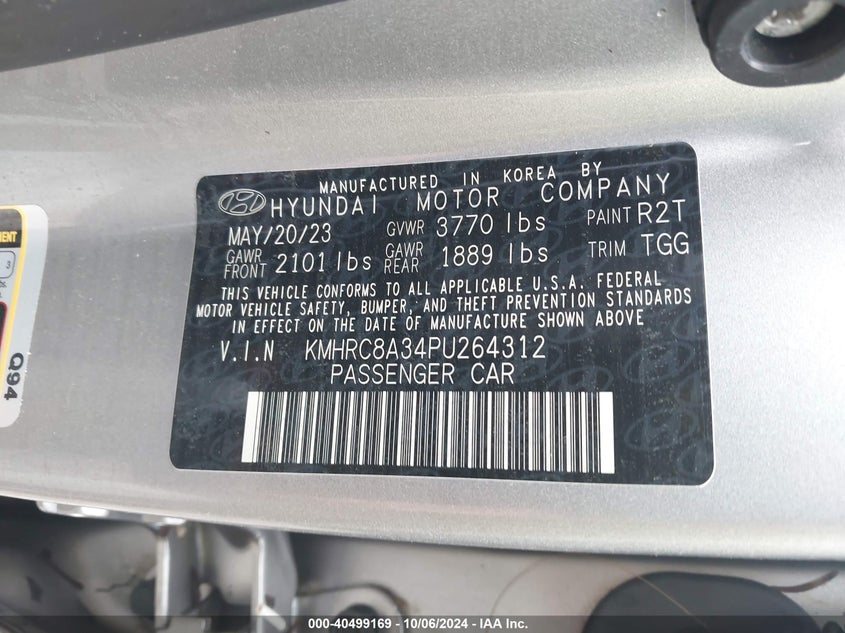 MANUFACTURED IN KOREA BY
HYUNDAI MOTOR COMPANY
MAY/20/23 GVWR 3770 lbs PAINT R2T
GAWR FRONT 2101 lbs GAWR REAR 1889 lbs TRIM TGG
THIS VEHICLE CONFORMS TO ALL APPLICABLE U.S.A. FEDERAL
MOTOR VEHICLE SAFETY, BUMPER, AND THEFT PREVENTION STANDARDS
IN EFFECT ON THE DATE OF MANUFACTURE SHOWN ABOVE
V.I.N KMHRC8A34PU264312
PASSENGER CAR
3
Q94
000-40499169 - 10/06/2024 - © IAA, Inc.